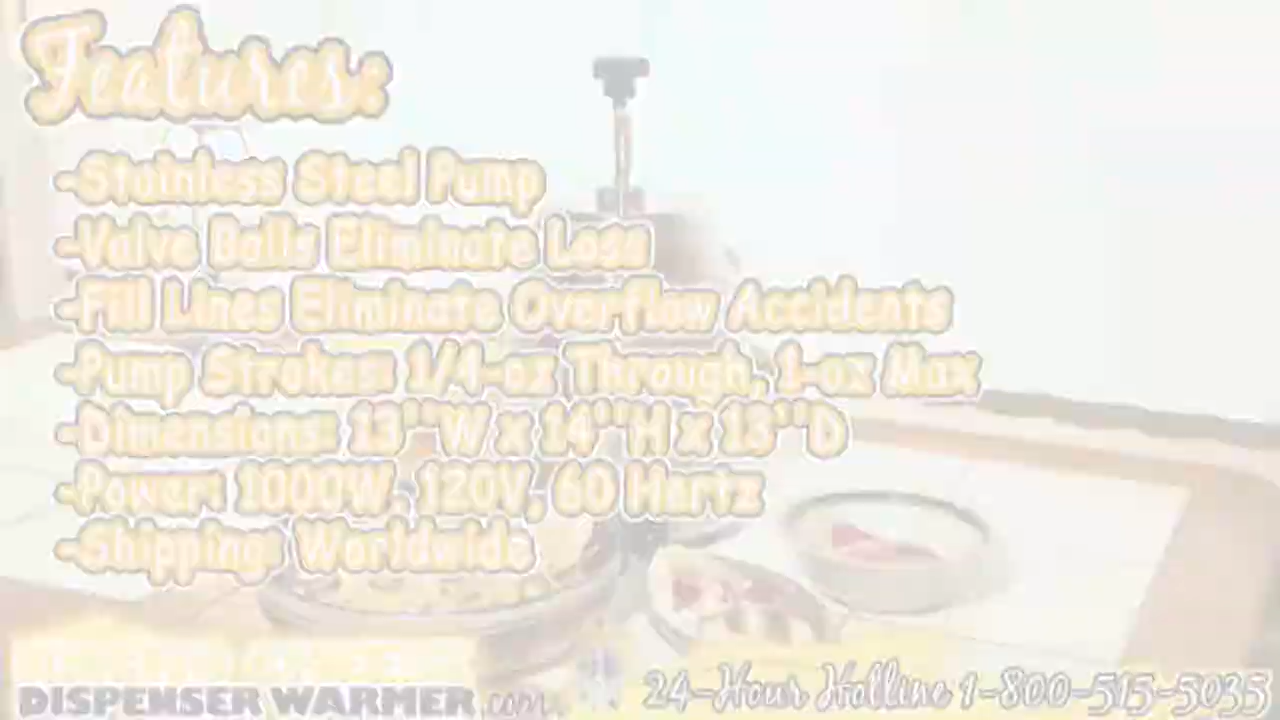 Features:
-Stainless Steel Pump
-Valve Balls Eliminate Loss
-Fill Lines Eliminate Overflow Accidents
-Pump Strokes: 1/4-oz Through, 1-oz Max
-Dimensions: 13''W x 14''H x 13''D
-Power: 1000W, 120V, 60 Hertz
-Shipping: Worldwide
DISPENSER WARMER.com
24-Hour Hotline 1-800-515-5035